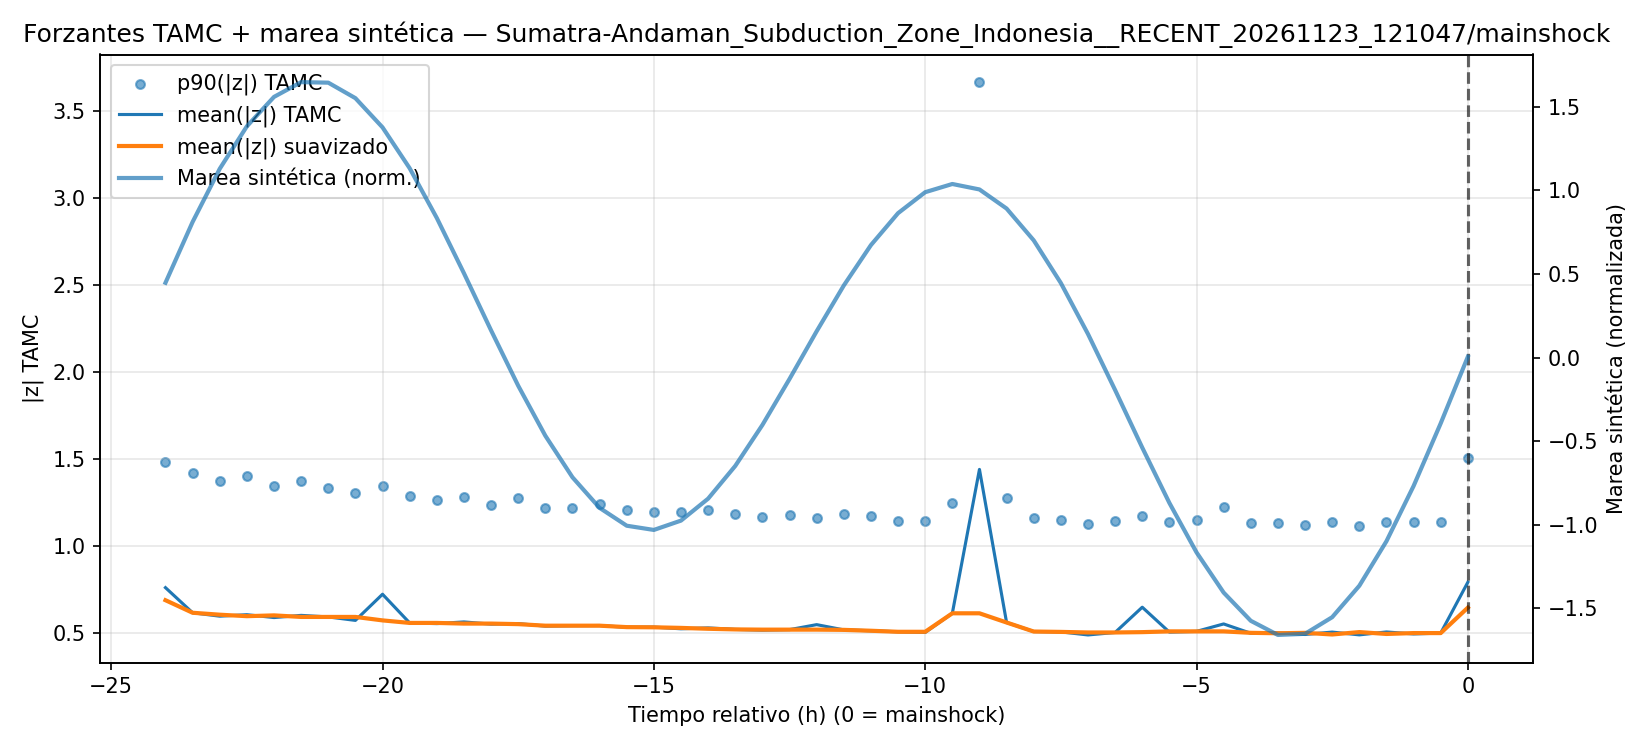 Forzantes TAMC + marea sintética — Sumatra-Andaman_Subduction_Zone_Indonesia__RECENT_20261123_121047/mainshock
p90(|z|) TAMC
mean(|z|) TAMC
mean(|z|) suavizado
Marea sintética (norm.)
|z| TAMC
3.5
3.0
2.5
2.0
1.5
1.0
0.5
1.5
1.0
0.5
0.0
−0.5
−1.0
−1.5
Marea sintética (normalizada)
−25
−20
−15
−10
−5
0
Tiempo relativo (h) (0 = mainshock)